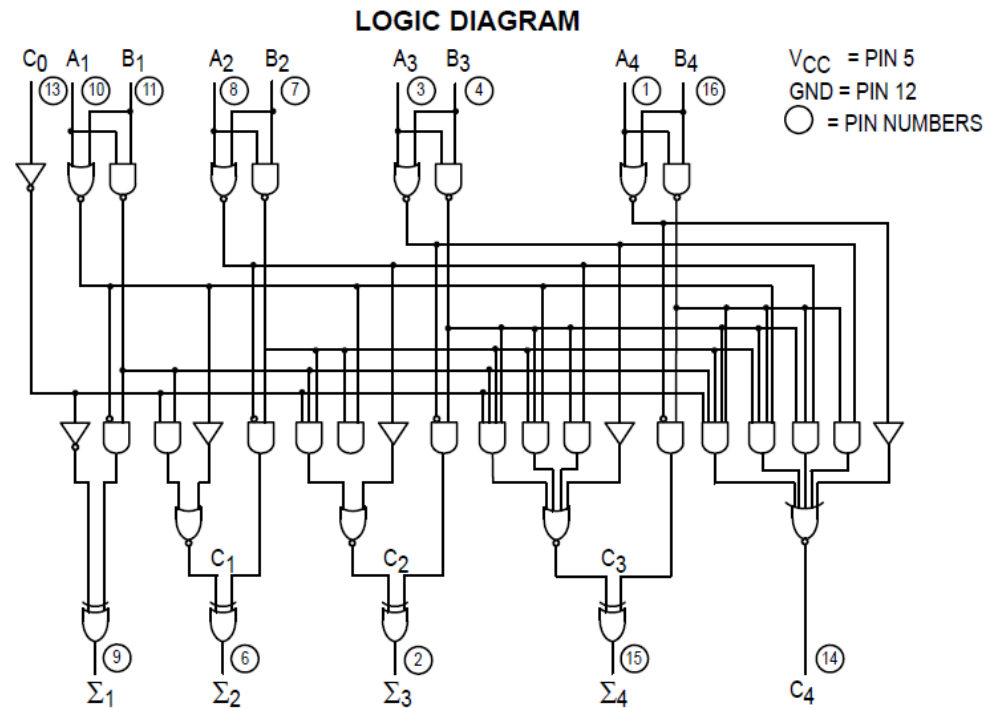 LOGIC DIAGRAM
C0 A1 B1 A2 B2 A3 B3 A4 B4
13 10 11 8 7 3 4 1 16
VCC = PIN 5
GND = PIN 12
= PIN NUMBERS
C1 C2 C3
9 6 2 15 14
Σ1 Σ2 Σ3 Σ4 C4